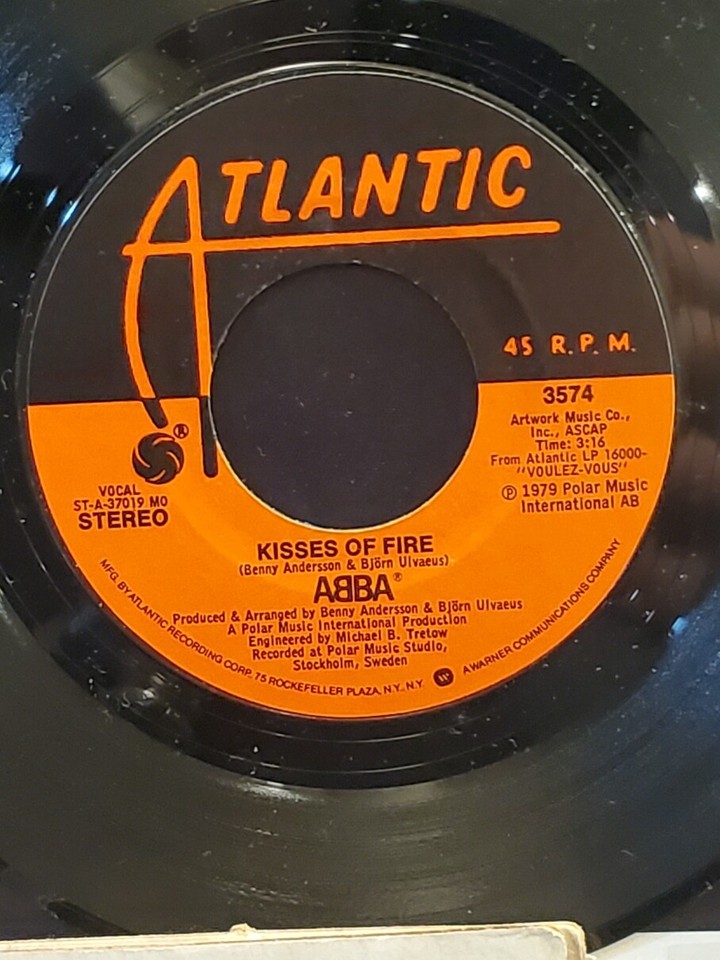 ATLANTIC
45 R.P.M.
®
3574
Artwork Music Co.,
Inc., ASCAP
Time: 3:16
From Atlantic LP 16000-
"VOULEZ-VOUS"
℗ 1979 Polar Music
International AB
VOCAL
ST-A-37019 MO
STEREO
KISSES OF FIRE
(Benny Andersson & Björn Ulvaeus)
ABBA®
Produced & Arranged by Benny Andersson & Björn Ulvaeus
A Polar Music International Production
Engineered by Michael B. Tretow
Recorded at Polar Music Studio,
Stockholm, Sweden
MFG. BY ATLANTIC RECORDING CORP. 75 ROCKEFELLER PLAZA, N.Y., N.Y. A WARNER COMMUNICATIONS COMPANY